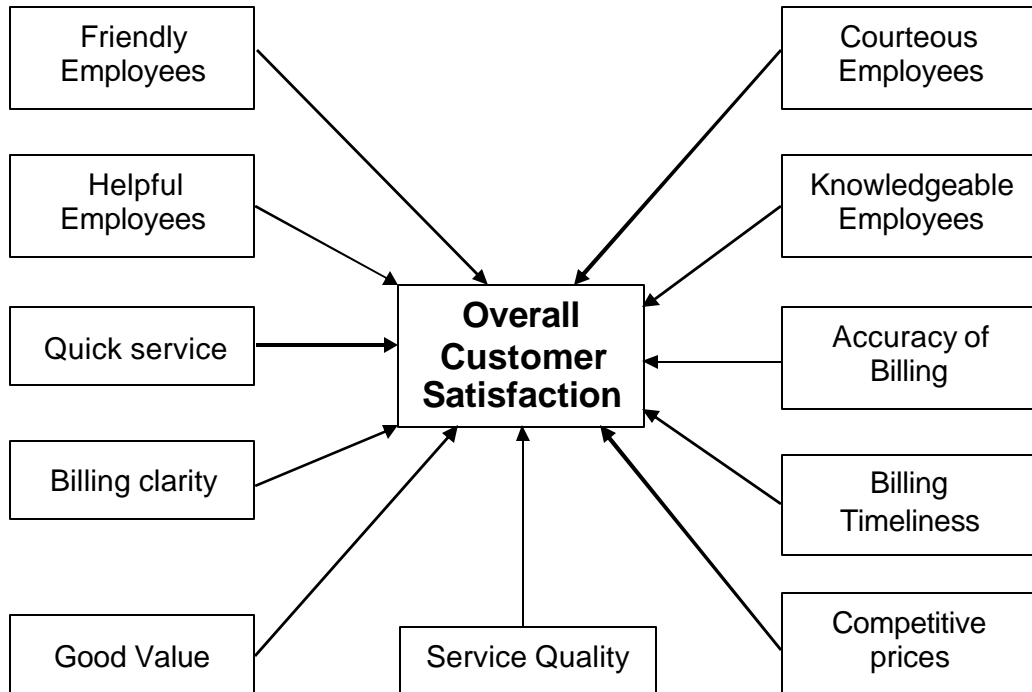 Friendly
Employees
Courteous
Employees
Helpful
Employees
Knowledgeable
Employees
Overall
Customer
Satisfaction
Quick service
Accuracy of
Billing
Billing clarity
Billing
Timeliness
Good Value
Service Quality
Competitive
prices